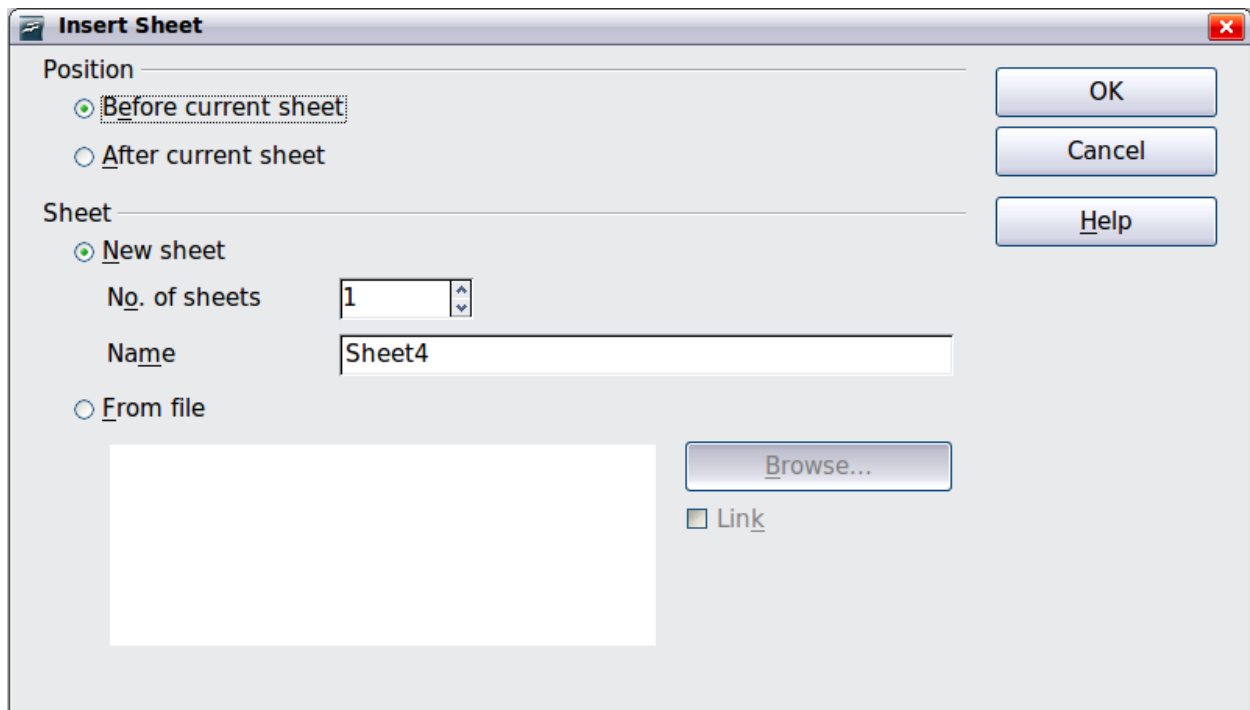 Insert Sheet
Position
Before current sheet
After current sheet
OK
Cancel
Help
Sheet
New sheet
No. of sheets 1
Name Sheet4
From file
Browse...
Link